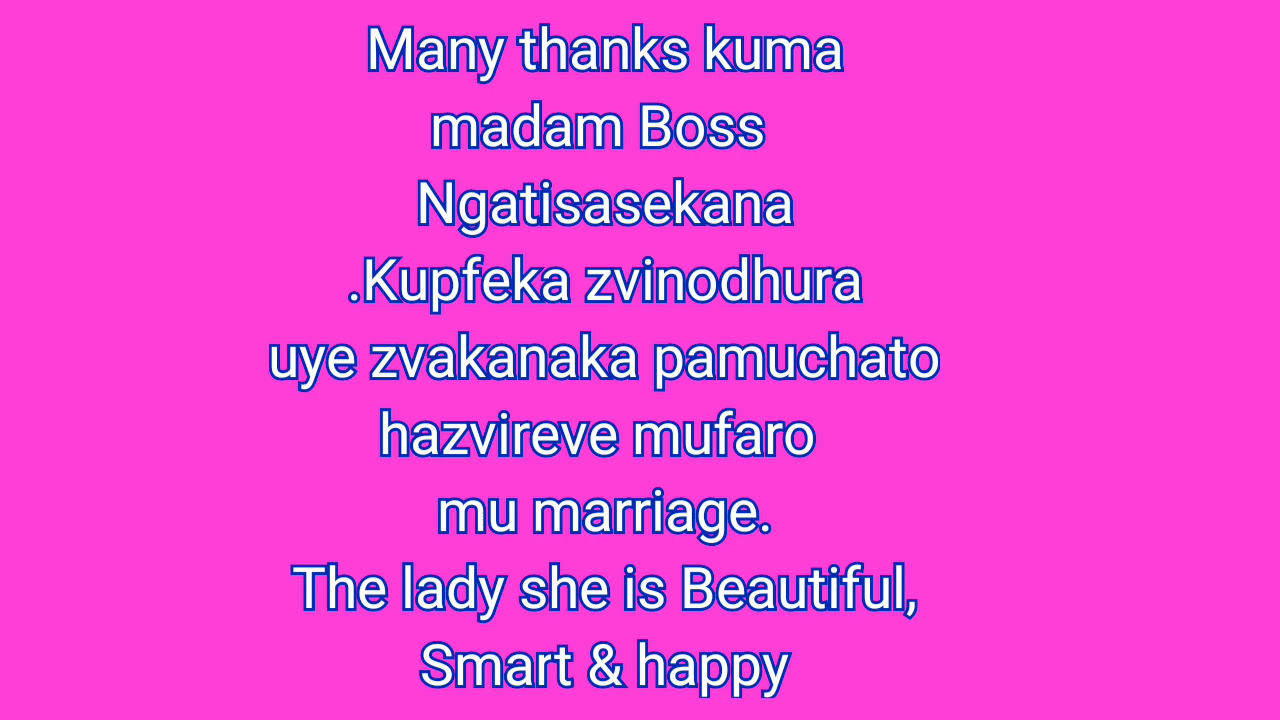 Many thanks kuma
madam Boss
Ngatisasekana
.Kupfeka zvinodhura
uye zvakanaka pamuchato
hazvireve mufaro
mu marriage.
The lady she is Beautiful,
Smart & happy